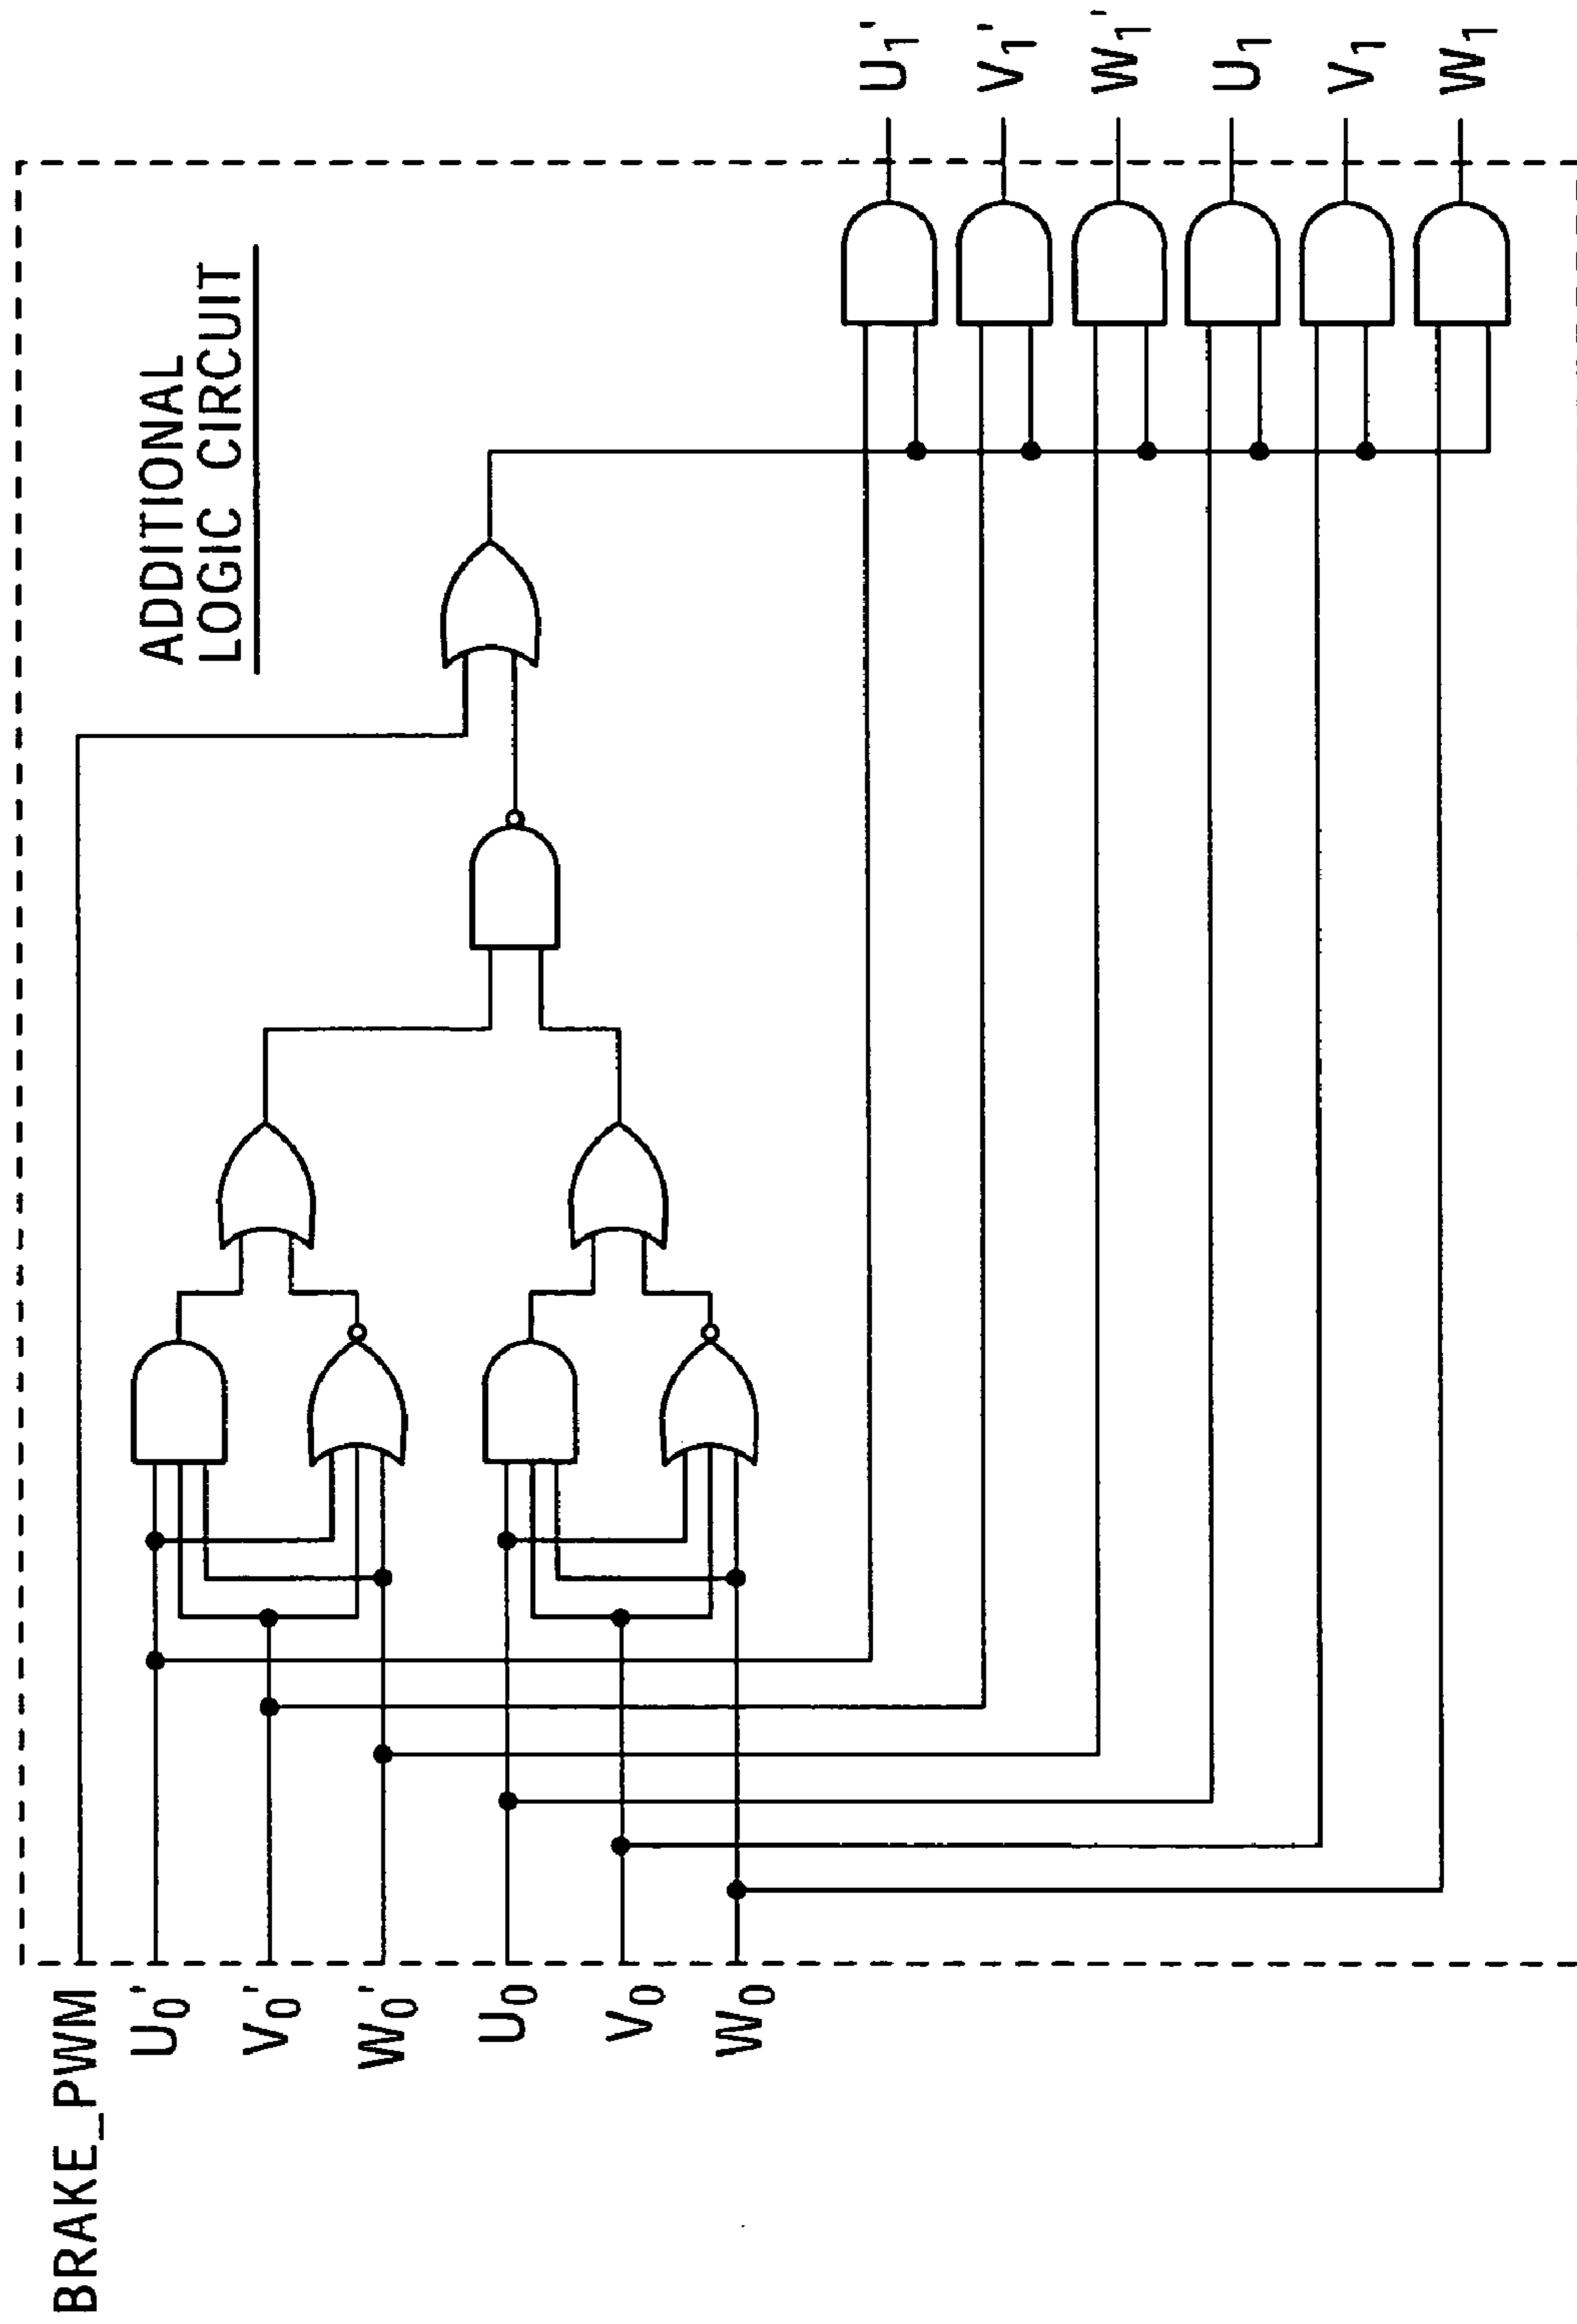 ADDITIONAL
LOGIC CIRCUIT
BRAKE_PWM
U₀'
V₀'
W₀'
U₀
V₀
W₀
U₁'
V₁'
W₁'
U₁
V₁
W₁